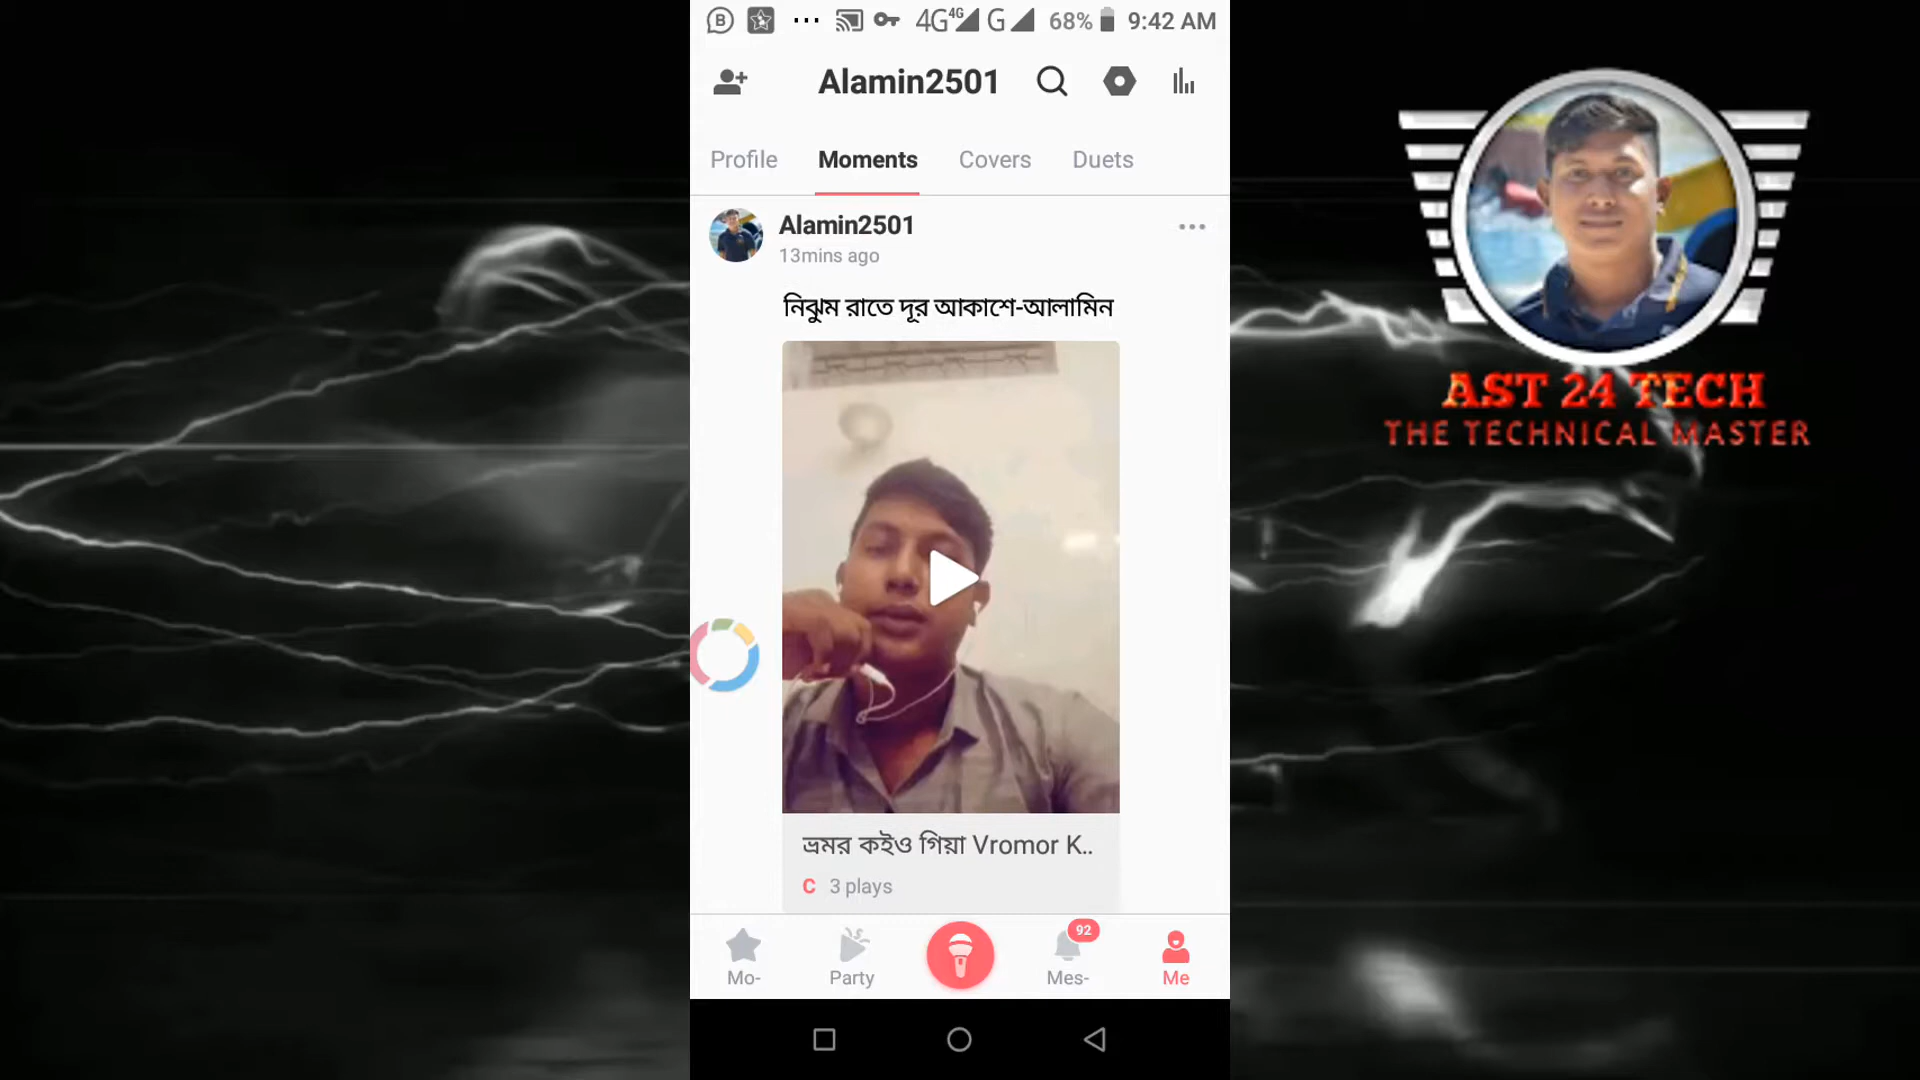 4G 4G G 68% 9:42 AM
Alamin2501
Profile Moments Covers Duets
Alamin2501
13mins ago
নিঝুম রাতে দূর আকাশে-আলামিন
ভ্রমর কইও গিয়া Vromor K..
C 3 plays
92
Mo- Party Mes- Me
AST 24 TECH
THE TECHNICAL MASTER